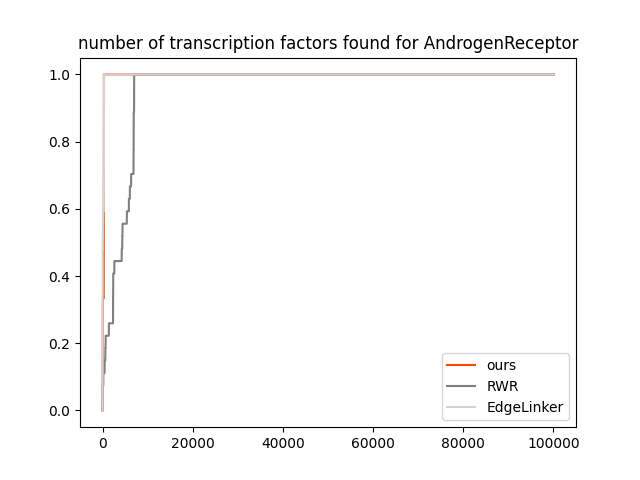 number of transcription factors found for AndrogenReceptor
1.0
0.8
0.6
0.4
0.2
0.0
ours
RWR
EdgeLinker
0 20000 40000 60000 80000 100000